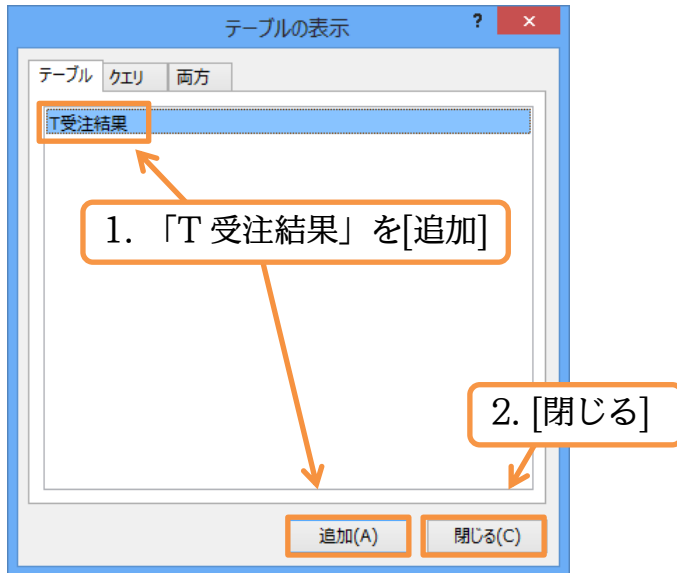 テーブルの表示
? ×
テーブル クエリ 両方
T受注結果
1. 「T 受注結果」を[追加]
2. [閉じる]
追加(A) 閉じる(C)